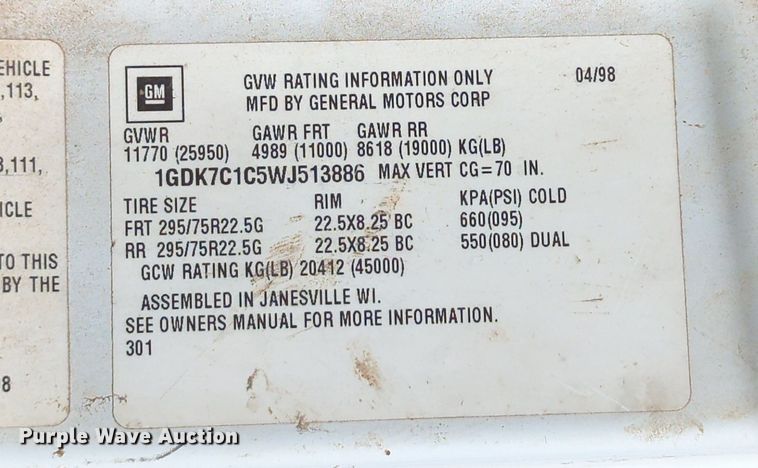 EHICLE
,113,
3,111,
ICLE
TO THIS
BY THE
8
GM
GVW RATING INFORMATION ONLY 04/98
MFD BY GENERAL MOTORS CORP
GVWR GAWR FRT GAWR RR
11770 (25950) 4989 (11000) 8618 (19000) KG(LB)
1GDK7C1C5WJ513886 MAX VERT CG=70 IN.
TIRE SIZE RIM KPA(PSI) COLD
FRT 295/75R22.5G 22.5X8.25 BC 660(095)
RR 295/75R22.5G 22.5X8.25 BC 550(080) DUAL
GCW RATING KG(LB) 20412 (45000)
ASSEMBLED IN JANESVILLE WI.
SEE OWNERS MANUAL FOR MORE INFORMATION.
301
Purple Wave Auction